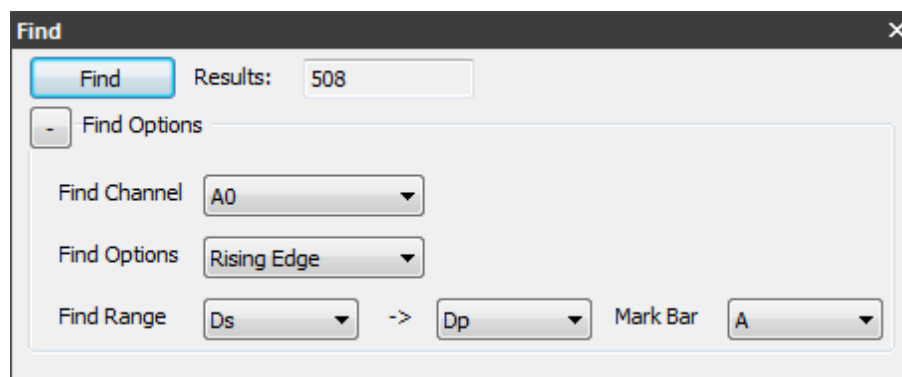 Find
Find Results: 508
- Find Options
Find Channel A0
Find Options Rising Edge
Find Range Ds -> Dp Mark Bar A